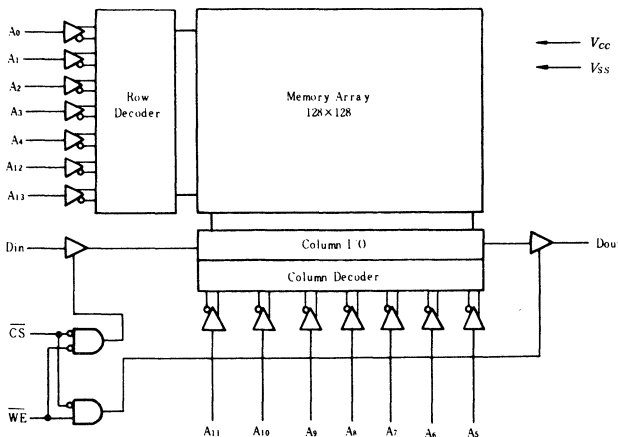 A0
A1
A2
A3
A4
A12
A13
Row
Decoder
Memory Array
128×128
VCC
VSS
Din
Column I/O
Dout
Column Decoder
CS
WE
A11
A10
A9
A8
A7
A6
A5